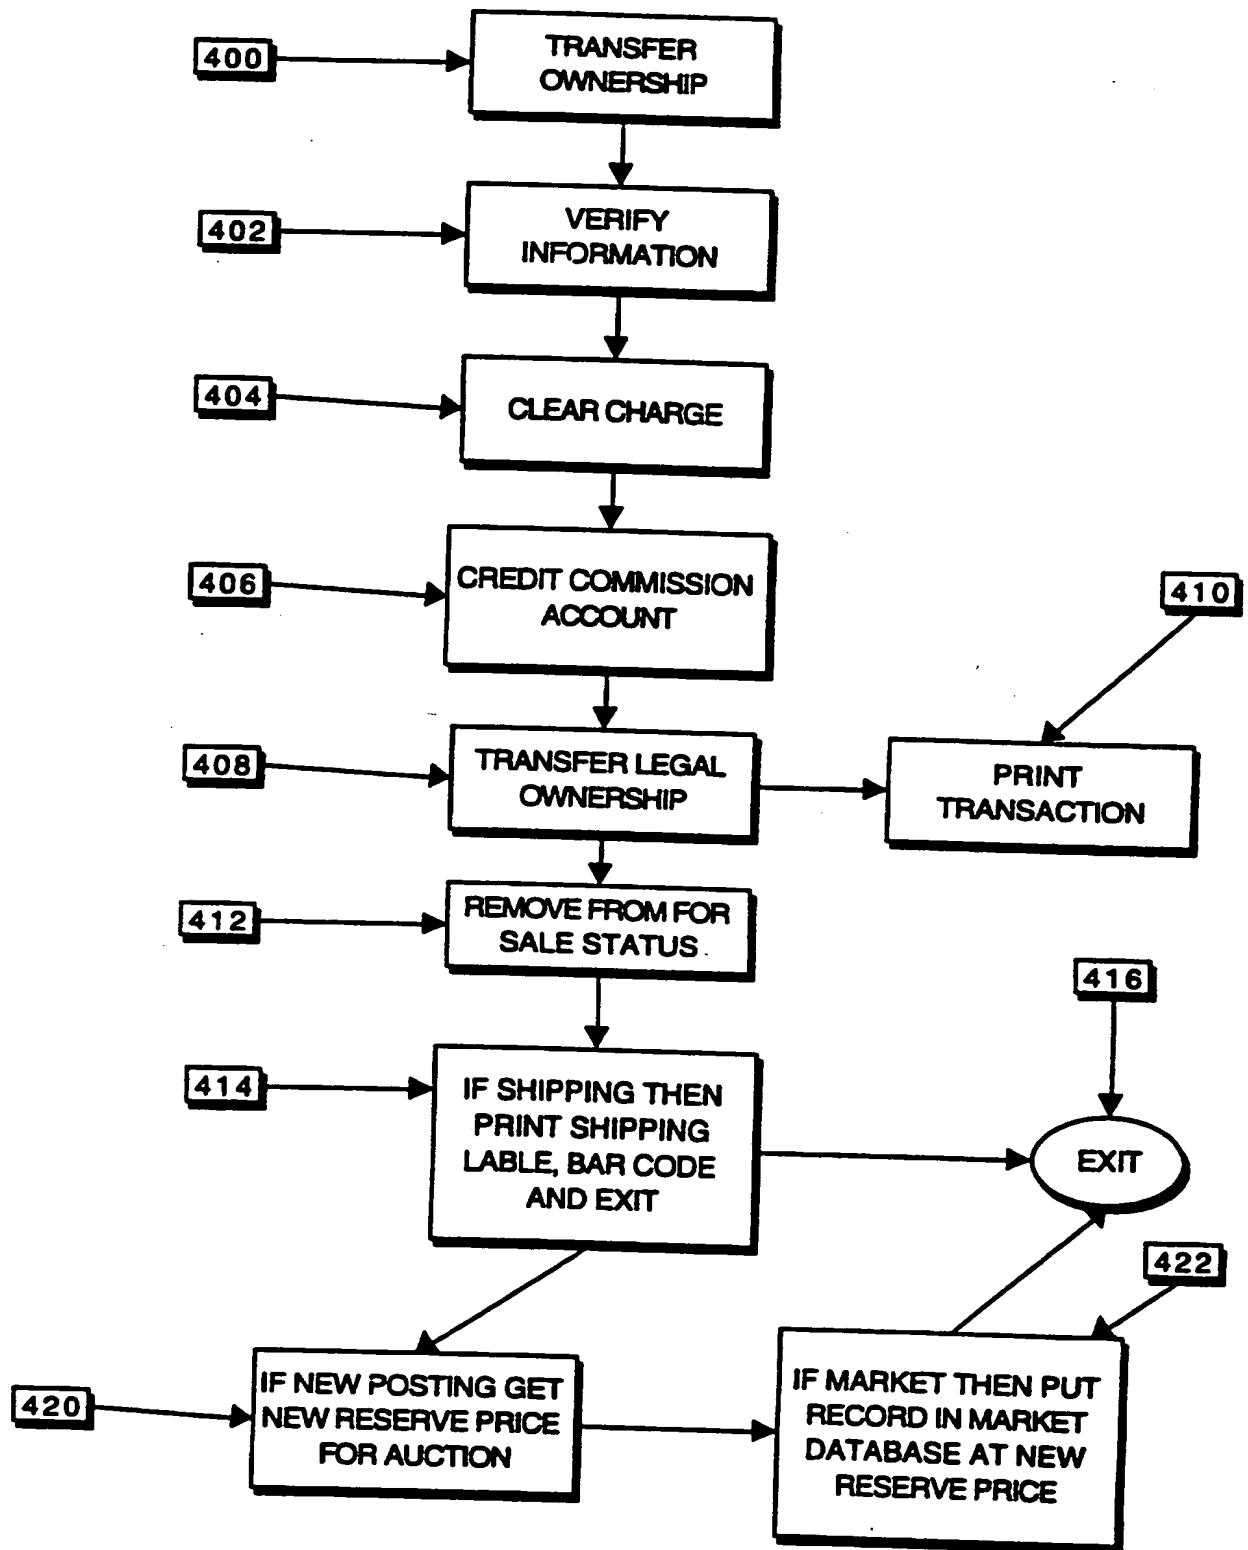 400
TRANSFER
OWNERSHIP
402
VERIFY
INFORMATION
404
CLEAR CHARGE
406
CREDIT COMMISSION
ACCOUNT
410
408
TRANSFER LEGAL
OWNERSHIP
PRINT
TRANSACTION
412
REMOVE FROM FOR
SALE STATUS
416
414
IF SHIPPING THEN
PRINT SHIPPING
LABLE, BAR CODE
AND EXIT
EXIT
422
420
IF NEW POSTING GET
NEW RESERVE PRICE
FOR AUCTION
IF MARKET THEN PUT
RECORD IN MARKET
DATABASE AT NEW
RESERVE PRICE